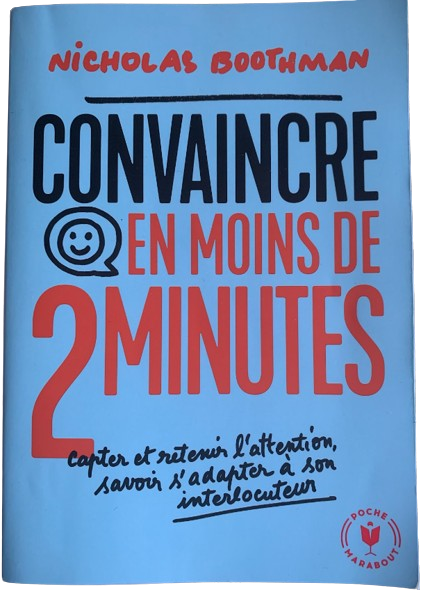 NICHOLAS BOOTHMAN
CONVAINCRE
EN MOINS DE
2 MINUTES
capter et retenir l'attention,
savoir s'adapter à son
interlocuteur
POCHE
MARABOUT